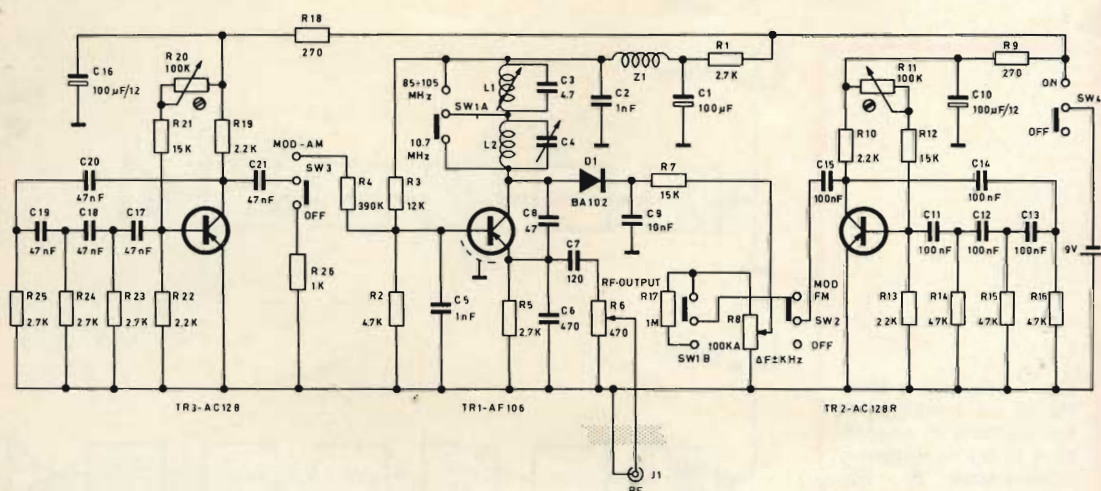 R18
270
R20
100K
C16
100µF/12
R21
15K
R19
2.2K
C20
47nF
C21
47nF
MOD-AM
SW3
OFF
C19
47nF
C18
47nF
C17
47nF
R26
1K
R25
2.7K
R24
2.7K
R23
2.7K
R22
2.2K
TR3-AC128
85÷105
MHz
SW1A
10.7
MHz
L1
C3
4.7
L2
C4
C2
1nF
Z1
C1
100µF
R1
2.7K
R4
390K
R3
12K
D1
BA102
R7
15K
C8
47
C9
10nF
C7
120
R2
4.7K
C5
1nF
R5
2.7K
C6
470
RF-OUTPUT
R6
470
R17
1M
SW1B
R8
100KA
ΔF±KHz
MOD
FM
SW2
OFF
TR1-AF106
J1
RF
R9
270
R11
100K
C10
100µF/12
R10
2.2K
R12
15K
C15
100nF
C14
100nF
C11
100nF
C12
100nF
C13
100nF
R13
2.2K
R14
47K
R15
47K
R16
47K
TR2-AC128R
ON
SW4
OFF
9V